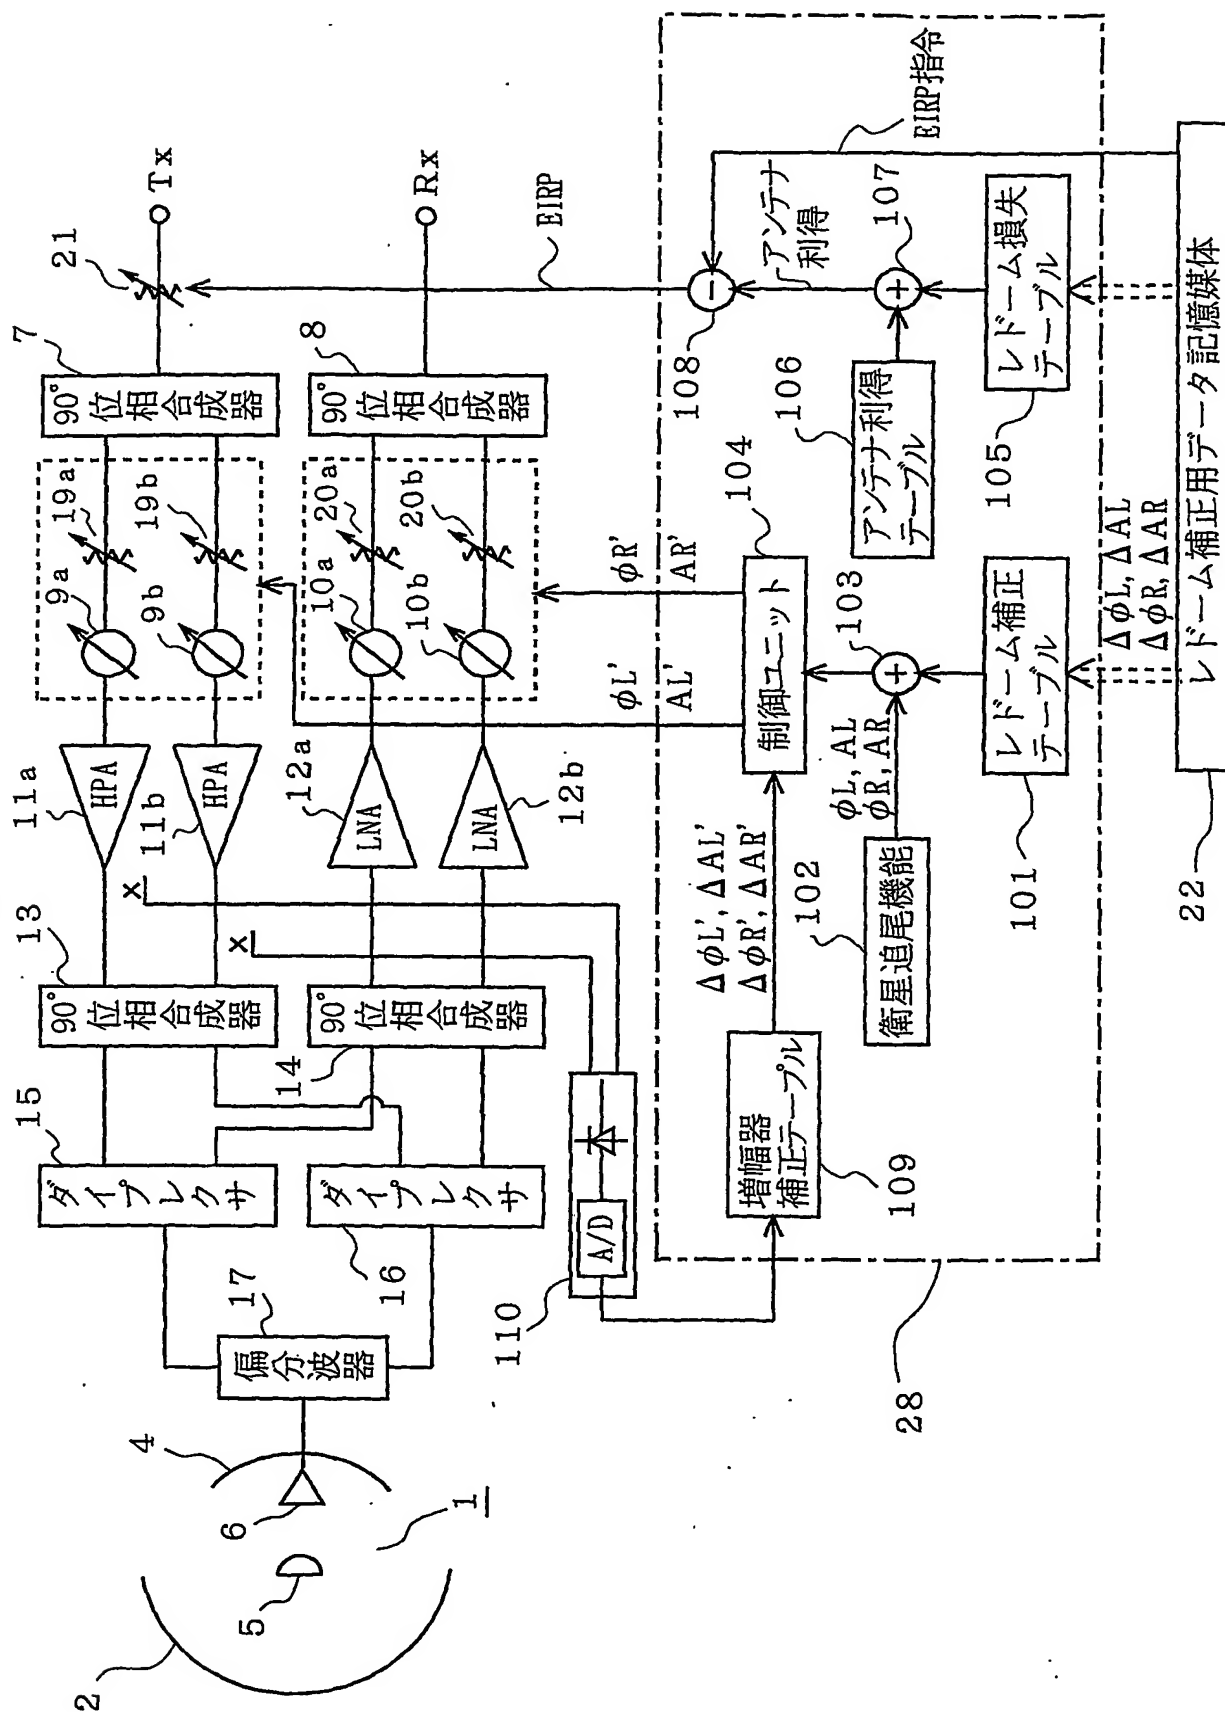 2
4
5
6
1
17
偏分波器
15
ダイプレクサ
16
ダイプレクサ
13
90°
位相合成器
14
90°
位相合成器
x
x
11a
HPA
11b
HPA
12a
LNA
12b
LNA
9a
19a
9b
19b
10a
20a
10b
20b
7
90°
位相合成器
8
90°
位相合成器
21
Tx
Rx
EIRP
110
A/D
28
109
増幅器
補正テーブル
ΔφL', ΔAL'
ΔφR', ΔAR'
φL'
AL'
φR'
AR'
104
制御ユニット
102
衛星追尾機能
φL, AL
φR, AR
103
101
レドーム補正
テーブル
106
アンテナ利得
テーブル
108
−
アンテナ
利得
107
+
+
105
レドーム損失
テーブル
EIRP指令
ΔφL, ΔAL
ΔφR, ΔAR
22
レドーム補正用データ記憶媒体